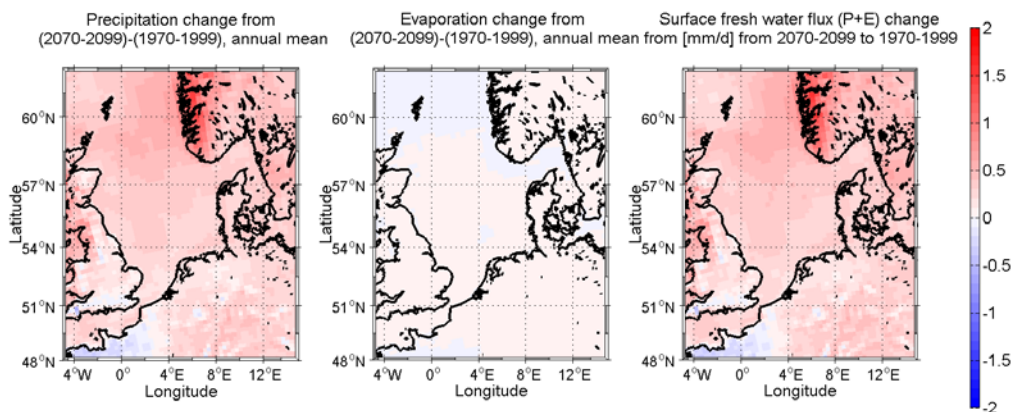 Precipitation change from
(2070-2099)-(1970-1999), annual mean
Evaporation change from
(2070-2099)-(1970-1999), annual mean from [mm/d] from 2070-2099 to 1970-1999
Surface fresh water flux (P+E) change
60°N
57°N
54°N
51°N
48°N
Latitude
4°W 0° 4°E 8°E 12°E
Longitude
60°N
57°N
54°N
51°N
48°N
Latitude
4°W 0° 4°E 8°E 12°E
Longitude
60°N
57°N
54°N
51°N
48°N
Latitude
4°W 0° 4°E 8°E 12°E
Longitude
2
1.5
1
0.5
0
-0.5
-1
-1.5
-2